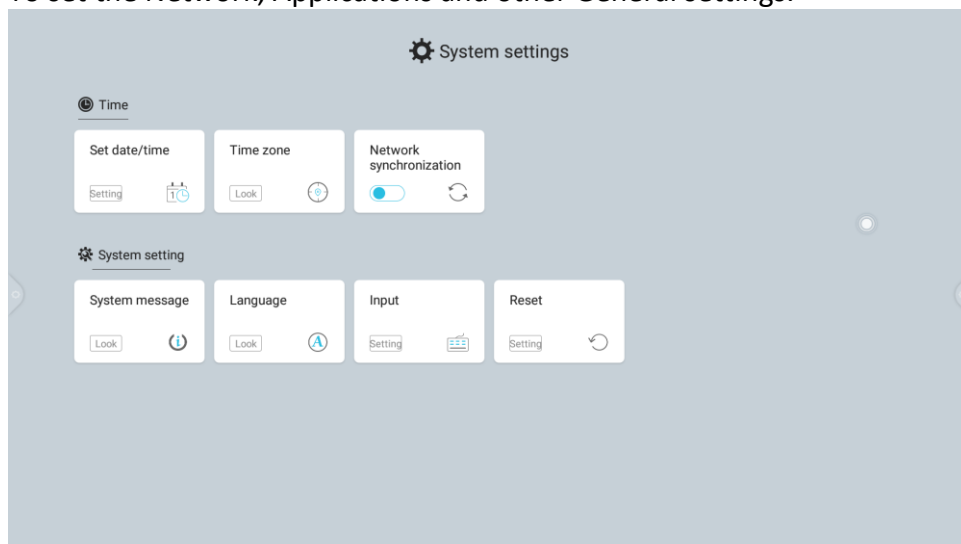 To set the Network, Applications and other General settings.
System settings
Time
Set date/time
Time zone
Network
synchronization
Setting
1
Look
System setting
System message
Language
Input
Reset
Look
i
Look
A
Setting
Setting